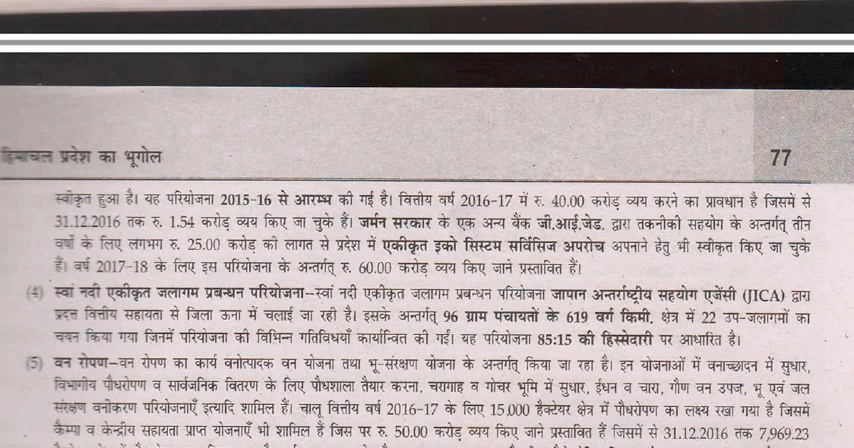 हिमाचल प्रदेश का भूगोल 77
स्वीकृत हुआ है। यह परियोजना 2015-16 से आरम्भ की गई है। वित्तीय वर्ष 2016-17 में रु. 40.00 करोड़ व्यय करने का प्रावधान है जिसमें से
31.12.2016 तक रु. 1.54 करोड़ व्यय किए जा चुके हैं। जर्मन सरकार के एक अन्य बैंक जी.आई.जेड. द्वारा तकनीकी सहयोग के अन्तर्गत् तीन
वर्षों के लिए लगभग रु. 25.00 करोड़ की लागत से प्रदेश में एकीकृत इको सिस्टम सर्विसिज अपरोच अपनाने हेतु भी स्वीकृत किए जा चुके
हैं। वर्ष 2017-18 के लिए इस परियोजना के अन्तर्गत् रु. 60.00 करोड़ व्यय किए जाने प्रस्तावित हैं।
(4) स्वां नदी एकीकृत जलागम प्रबन्धन परियोजना–स्वां नदी एकीकृत जलागम प्रबन्धन परियोजना जापान अन्तर्राष्ट्रीय सहयोग एजेंसी (JICA) द्वारा
प्रदत्त वित्तीय सहायता से जिला ऊना में चलाई जा रही है। इसके अन्तर्गत् 96 ग्राम पंचायतों के 619 वर्ग किमी. क्षेत्र में 22 उप-जलागमों का
चयन किया गया जिनमें परियोजना की विभिन्न गतिविधियाँ कार्यान्वित की गईं। यह परियोजना 85:15 की हिस्सेदारी पर आधारित है।
(5) वन रोपण–वन रोपण का कार्य वनोत्पादक वन योजना तथा भू-संरक्षण योजना के अन्तर्गत् किया जा रहा है। इन योजनाओं में वनाच्छादन में सुधार,
विभागीय पौधरोपण व सार्वजनिक वितरण के लिए पौधशाला तैयार करना, चरागाह व गोचर भूमि में सुधार, ईंधन व चारा, गौण वन उपज, भू एवं जल
संरक्षण वनीकरण परियोजनाएँ इत्यादि शामिल हैं। चालू वित्तीय वर्ष 2016-17 के लिए 15,000 हैक्टेयर क्षेत्र में पौधरोपण का लक्ष्य रखा गया है जिसमें
कैम्पा व केन्द्रीय सहायता प्राप्त योजनाएँ भी शामिल हैं जिस पर रु. 50.00 करोड़ व्यय किए जाने प्रस्तावित हैं जिसमें से 31.12.2016 तक 7,969.23